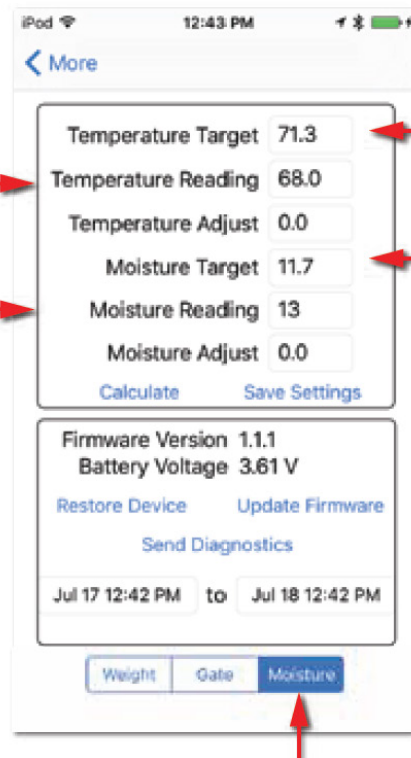 iPod 12:43 PM
More
Temperature Target 71.3
Temperature Reading 68.0
Temperature Adjust 0.0
Moisture Target 11.7
Moisture Reading 13
Moisture Adjust 0.0
Calculate Save Settings
Firmware Version 1.1.1
Battery Voltage 3.61 V
Restore Device Update Firmware
Send Diagnostics
Jul 17 12:42 PM to Jul 18 12:42 PM
Weight Gate Moisture